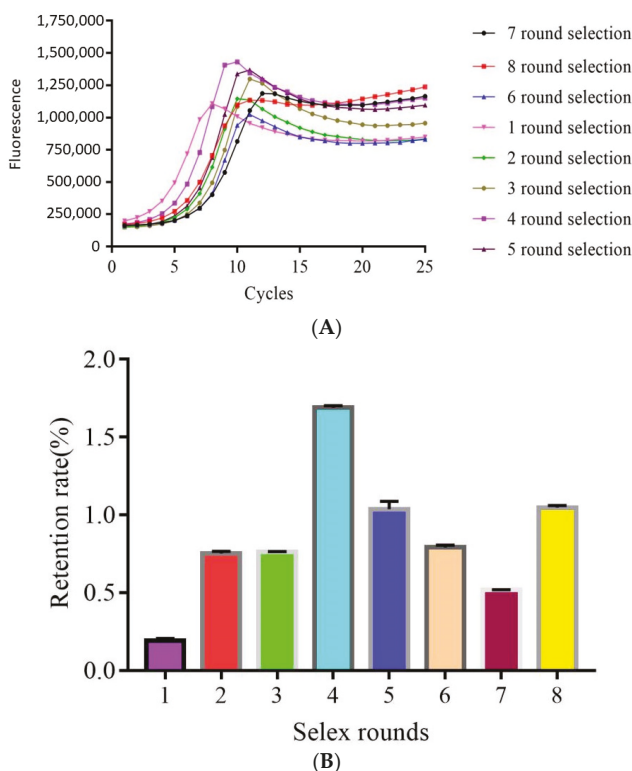 1,750,000
1,500,000
1,250,000
1,000,000
750,000
500,000
250,000
0
Fluorescence
0 5 10 15 20 25
Cycles
7 round selection
8 round selection
6 round selection
1 round selection
2 round selection
3 round selection
4 round selection
5 round selection
(A)
2.0
1.5
1.0
0.5
0.0
Retention rate(%)
1 2 3 4 5 6 7 8
Selex rounds
(B)